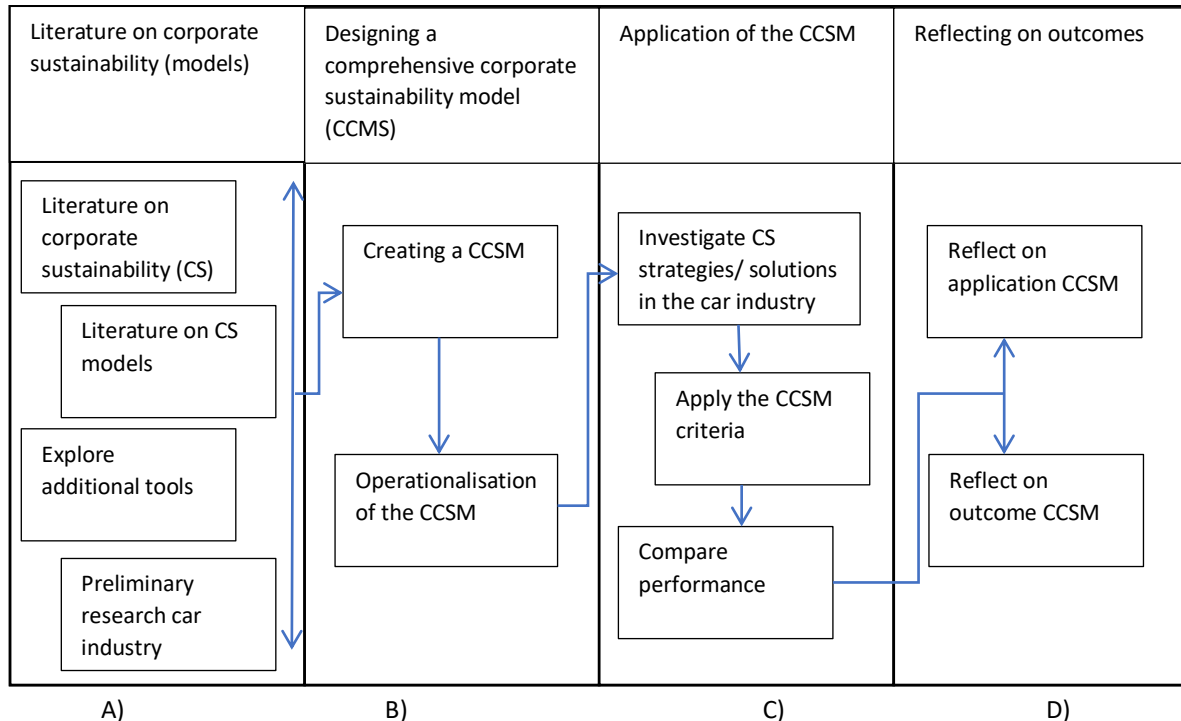 Literature on corporate
sustainability (models)
Designing a
comprehensive corporate
sustainability model
(CCMS)
Application of the CCSM
Reflecting on outcomes
Literature on
corporate
sustainability (CS)
Literature on CS
models
Explore
additional tools
Preliminary
research car
industry
Creating a CCSM
Operationalisation
of the CCSM
Investigate CS
strategies/ solutions
in the car industry
Apply the CCSM
criteria
Compare
performance
Reflect on
application CCSM
Reflect on
outcome CCSM
A)
B)
C)
D)